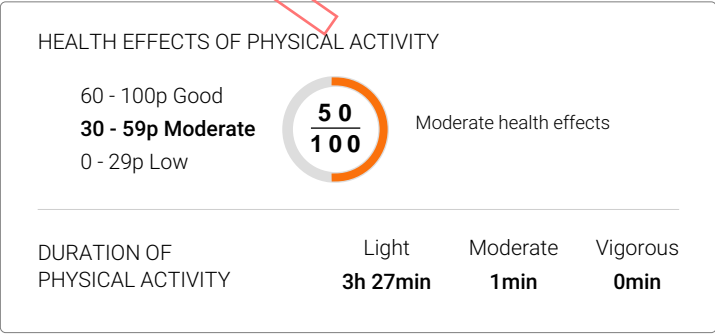 HEALTH EFFECTS OF PHYSICAL ACTIVITY
60 - 100p Good
30 - 59p Moderate
0 - 29p Low
50
100
Moderate health effects
DURATION OF
PHYSICAL ACTIVITY
Light Moderate Vigorous
3h 27min 1min 0min